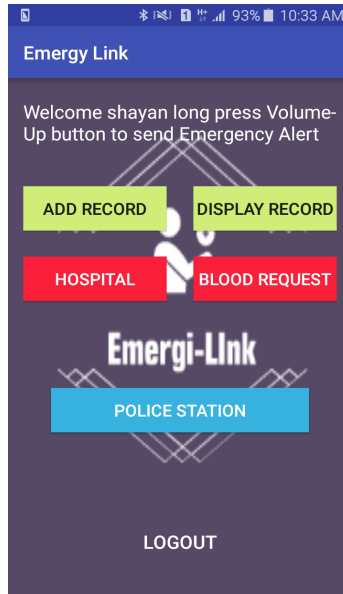 93% 10:33 AM
Emergy Link
Welcome shayan long press Volume-
Up button to send Emergency Alert
ADD RECORD DISPLAY RECORD
HOSPITAL BLOOD REQUEST
Emergi-LInk
POLICE STATION
LOGOUT